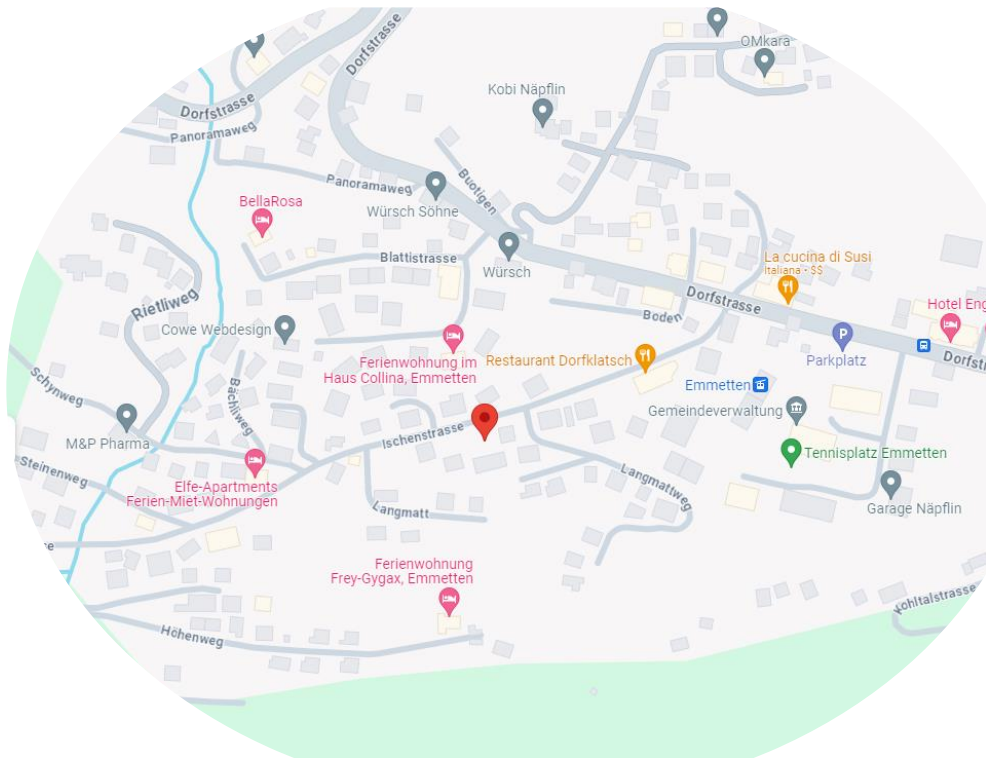 OMkara
Dorfstrasse
Kobi Näpflin
Dorfstrasse
Panoramaweg
Panoramaweg
Buotigen
BellaRosa
Würsch Söhne
Blattistrasse
Würsch
La cucina di Susi
Italiana · $$
Rietliweg
Dorfstrasse
Hotel Eng
Boden
Cowe Webdesign
Restaurant Dorfklatsch
P
Parkplatz
Dorfstr
Ferienwohnung im
Haus Collina, Emmetten
Schynweg
Emmetten
Bächliweg
Gemeindeverwaltung
Ischenstrasse
M&P Pharma
Tennisplatz Emmetten
Steinenweg
Elfe-Apartments
Ferien-Miet-Wohnungen
Langmattweg
Langmatt
Garage Näpflin
se
Ferienwohnung
Frey-Gygax, Emmetten
Kohltalstrasse
Höhenweg